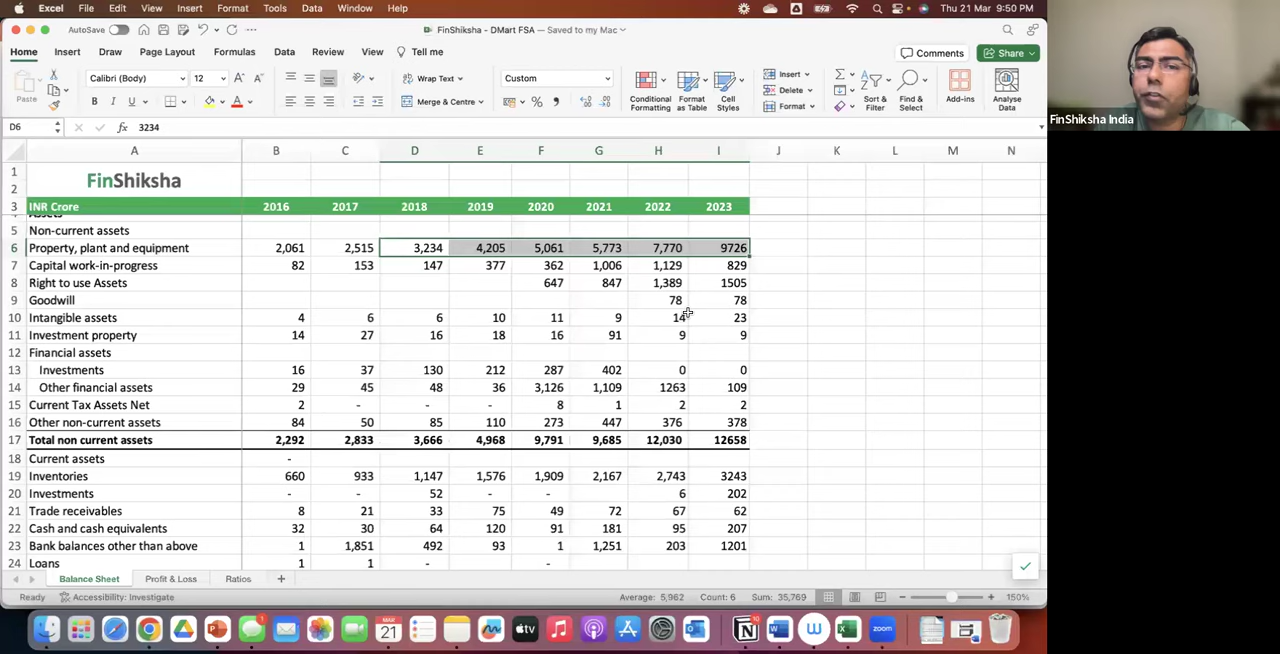 Excel File Edit View Insert Format Tools Data Window Help Thu 21 Mar 9:50 PM
AutoSave FinShiksha - DMart FSA — Saved to my Mac
Home Insert Draw Page Layout Formulas Data Review View Tell me Comments Share
Paste Calibri (Body) 12 A A Wrap Text Custom Insert
B I U A Merge & Centre % Delete
Format
Conditional Formatting Format as Table Cell Styles Sort & Filter Find & Select Add-ins Analyse Data
D6 fx 3234
A B C D E F G H I J K L M N
1 FinShiksha
2
3 INR Crore 2016 2017 2018 2019 2020 2021 2022 2023
4 Assets
5 Non-current assets
6 Property, plant and equipment 2,061 2,515 3,234 4,205 5,061 5,773 7,770 9726
7 Capital work-in-progress 82 153 147 377 362 1,006 1,129 829
8 Right to use Assets 647 847 1,389 1505
9 Goodwill 78 78
10 Intangible assets 4 6 6 10 11 9 14 23
11 Investment property 14 27 16 18 16 91 9 9
12 Financial assets
13 Investments 16 37 130 212 287 402 0 0
14 Other financial assets 29 45 48 36 3,126 1,109 1263 109
15 Current Tax Assets Net 2 - - - 8 1 2 2
16 Other non-current assets 84 50 85 110 273 447 376 378
17 Total non current assets 2,292 2,833 3,666 4,968 9,791 9,685 12,030 12658
18 Current assets -
19 Inventories 660 933 1,147 1,576 1,909 2,167 2,743 3243
20 Investments - - 52 - - 6 202
21 Trade receivables 8 21 33 75 49 72 67 62
22 Cash and cash equivalents 32 30 64 120 91 181 95 207
23 Bank balances other than above 1 1,851 492 93 1 1,251 203 1201
24 Loans 1 1 - -
Balance Sheet Profit & Loss Ratios +
Ready Accessibility: Investigate Average: 5,962 Count: 6 Sum: 35,769 150%
MAR 21 tv zoom
FinShiksha India